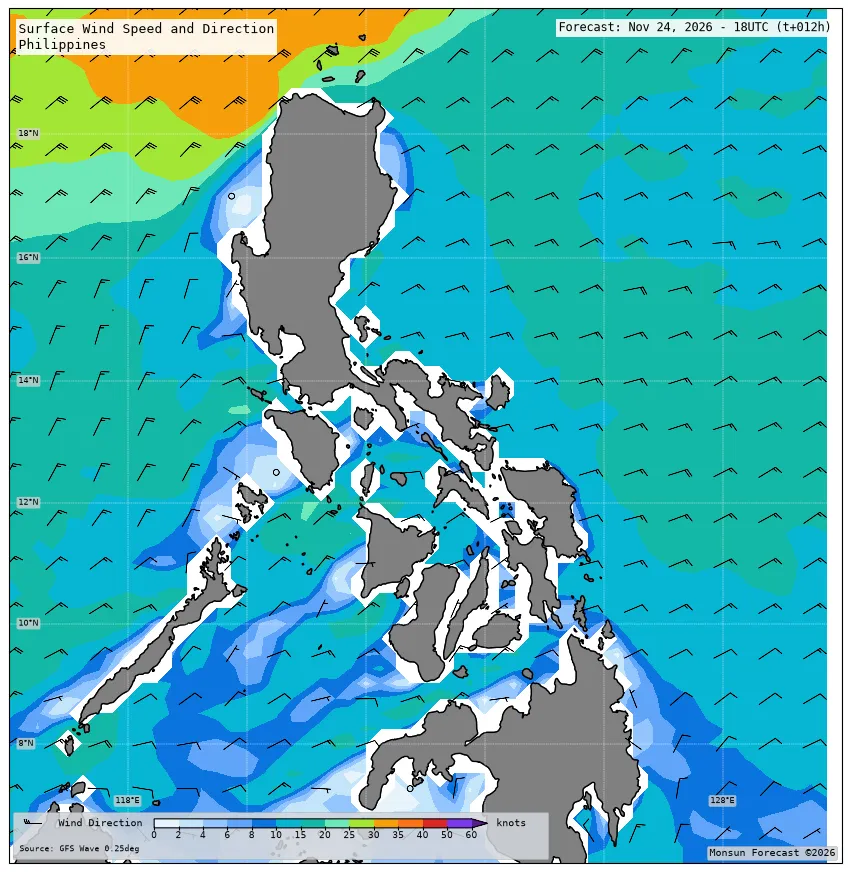 Surface Wind Speed and Direction
Philippines
Forecast: Nov 24, 2026 - 18UTC (t+012h)
18°N
16°N
14°N
12°N
10°N
8°N
118°E
128°E
Wind Direction
knots
0 2 4 6 8 10 15 20 25 30 35 40 50 60
Source: GFS Wave 0.25deg
Monsun Forecast ©2026